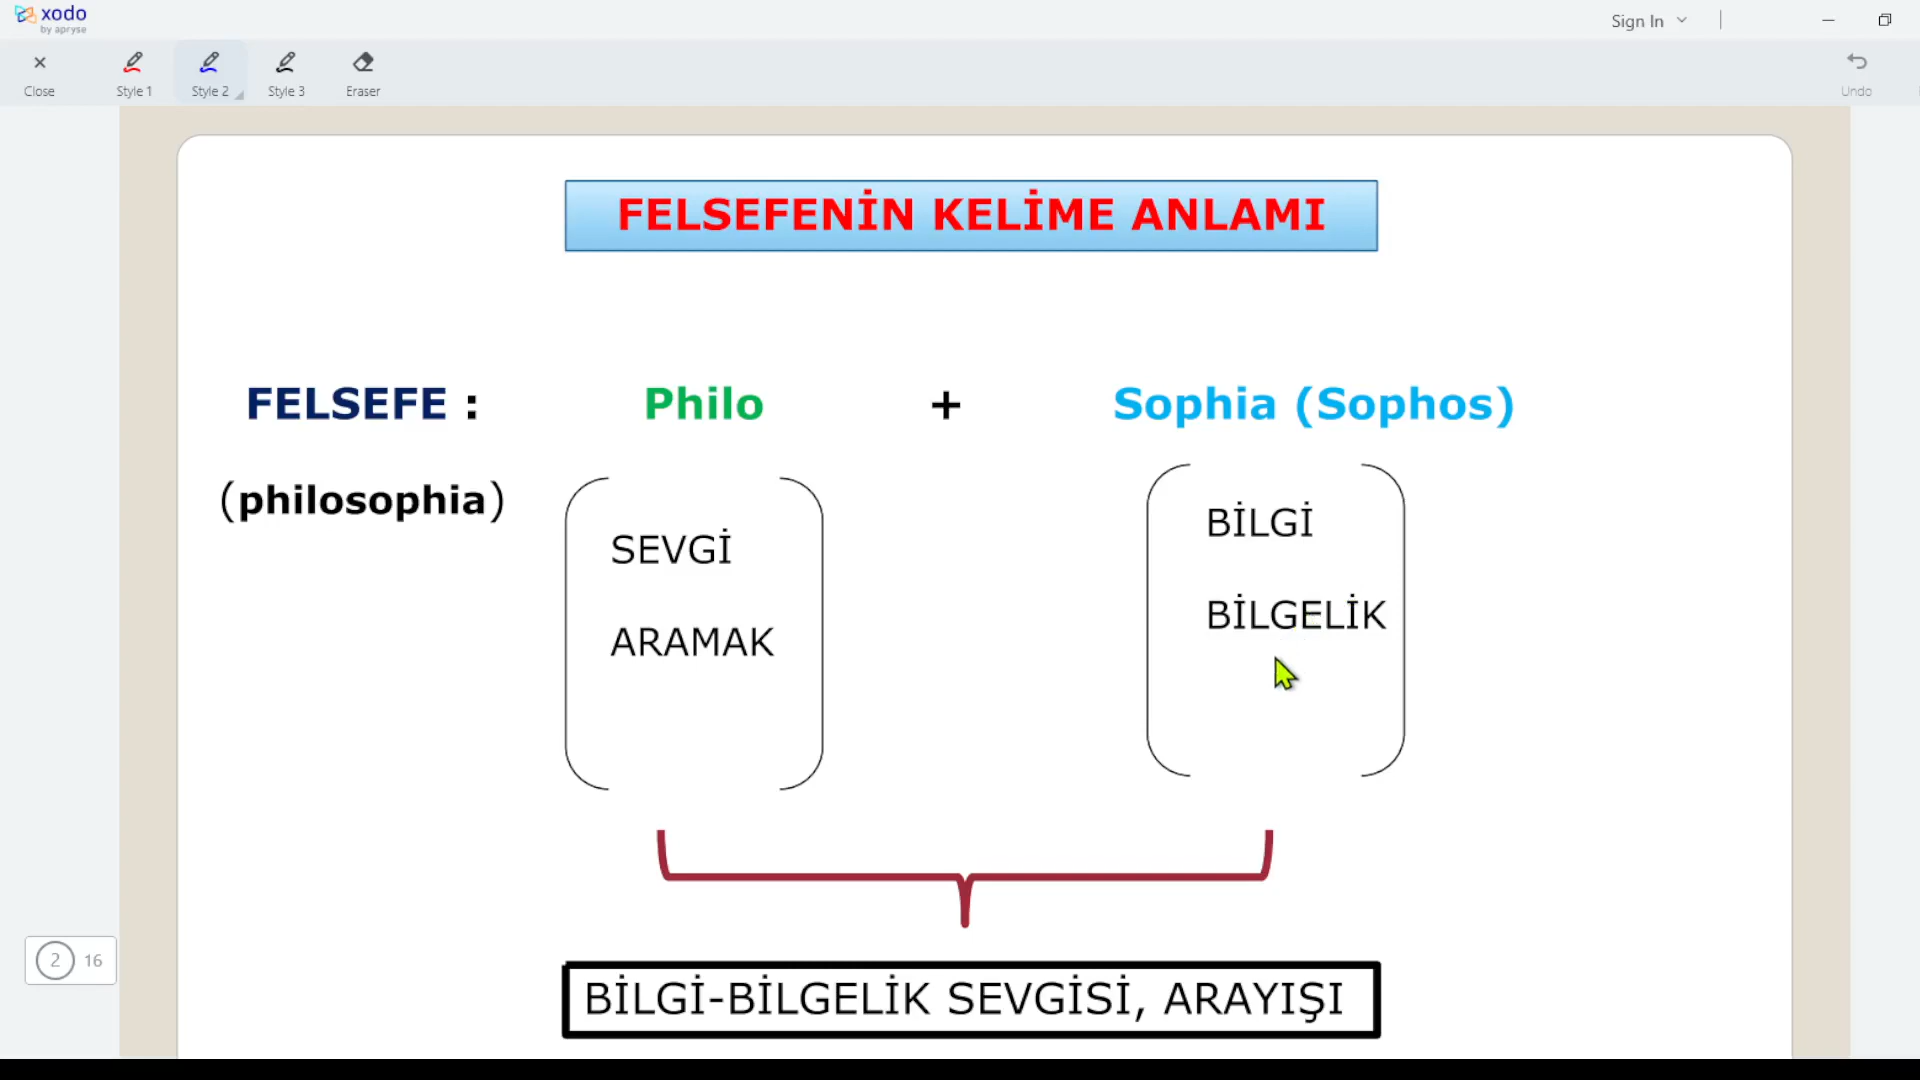 xodo
by apryse
Sign In
Close
Style 1
Style 2
Style 3
Eraser
Undo
FELSEFENİN KELİME ANLAMI
FELSEFE : Philo + Sophia (Sophos)
(philosophia)
SEVGİ
ARAMAK
BİLGİ
BİLGELİK
BİLGİ-BİLGELİK SEVGİSİ, ARAYIŞI
2 16